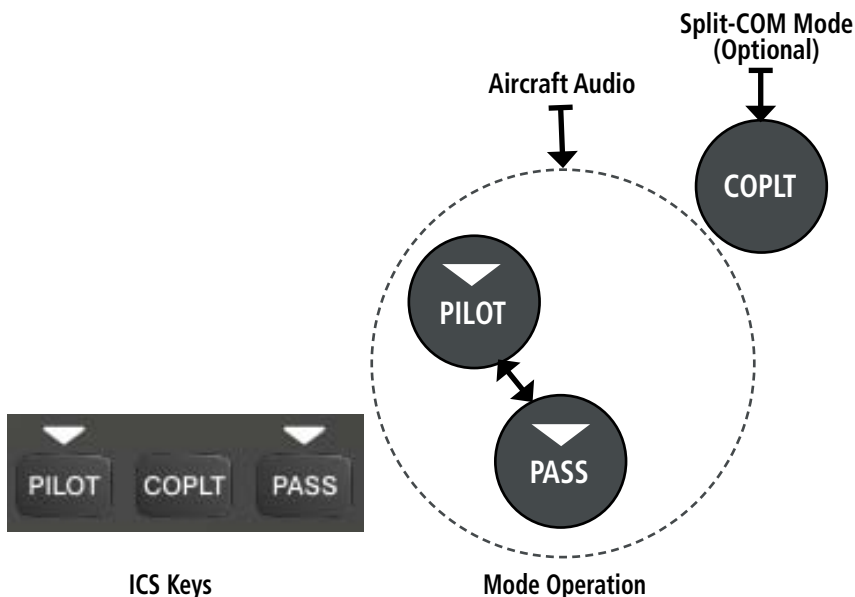 Split-COM Mode
(Optional)
Aircraft Audio
COPLT
PILOT
PASS
PILOT COPLT PASS
ICS Keys
Mode Operation